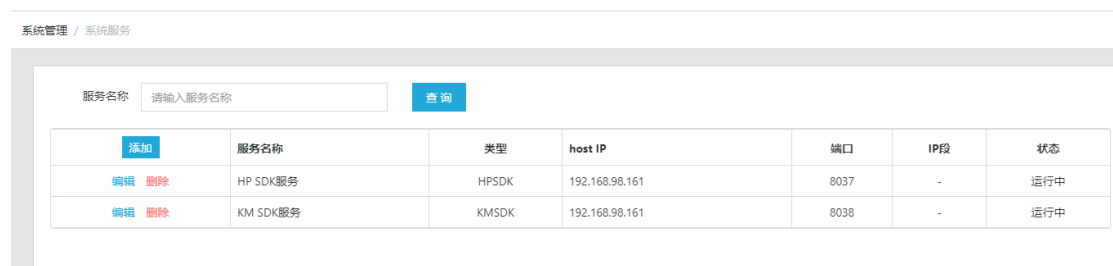 系统管理 / 系统服务
服务名称 请输入服务名称 查 询
添加 服务名称 类型 host IP 端口 IP段 状态
编辑 删除 HP SDK服务 HPSDK 192.168.98.161 8037 - 运行中
编辑 删除 KM SDK服务 KMSDK 192.168.98.161 8038 - 运行中